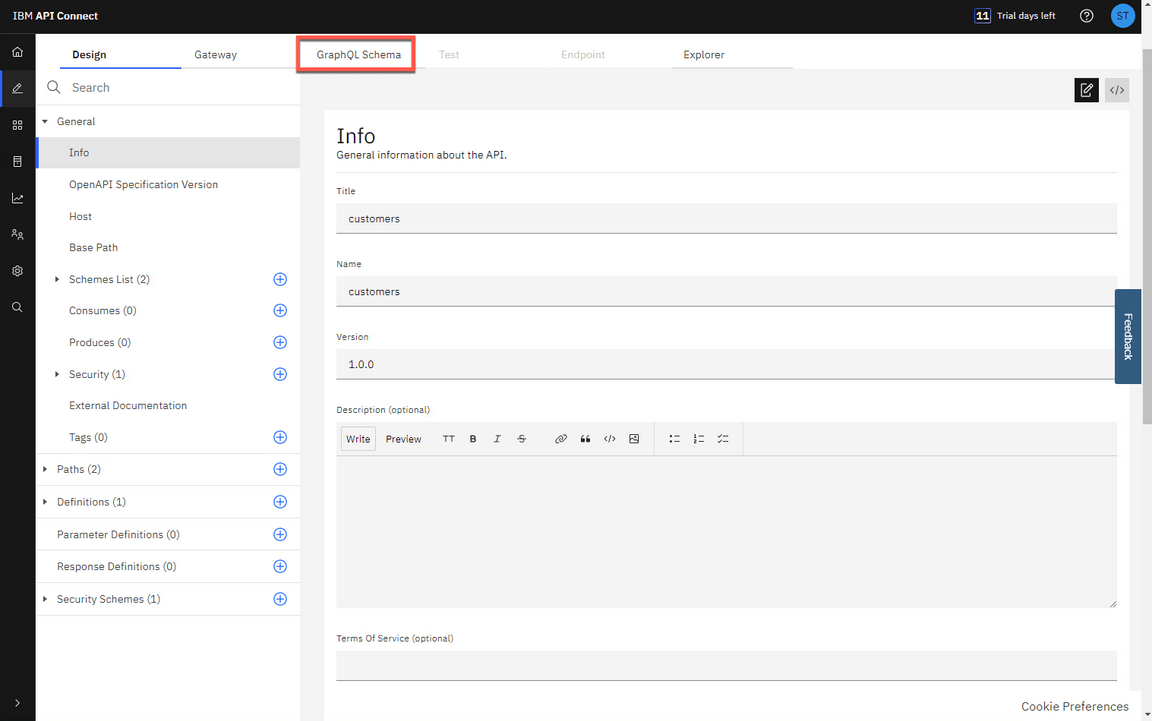 IBM API Connect
11 Trial days left
ST
Design
Gateway
GraphQL Schema
Test
Endpoint
Explorer
Search
General
Info
OpenAPI Specification Version
Host
Base Path
Schemes List (2)
Consumes (0)
Produces (0)
Security (1)
External Documentation
Tags (0)
Paths (2)
Definitions (1)
Parameter Definitions (0)
Response Definitions (0)
Security Schemes (1)
Info
General information about the API.
Title
customers
Name
customers
Version
1.0.0
Description (optional)
Write Preview TT B I S
Terms Of Service (optional)
Feedback
Cookie Preferences